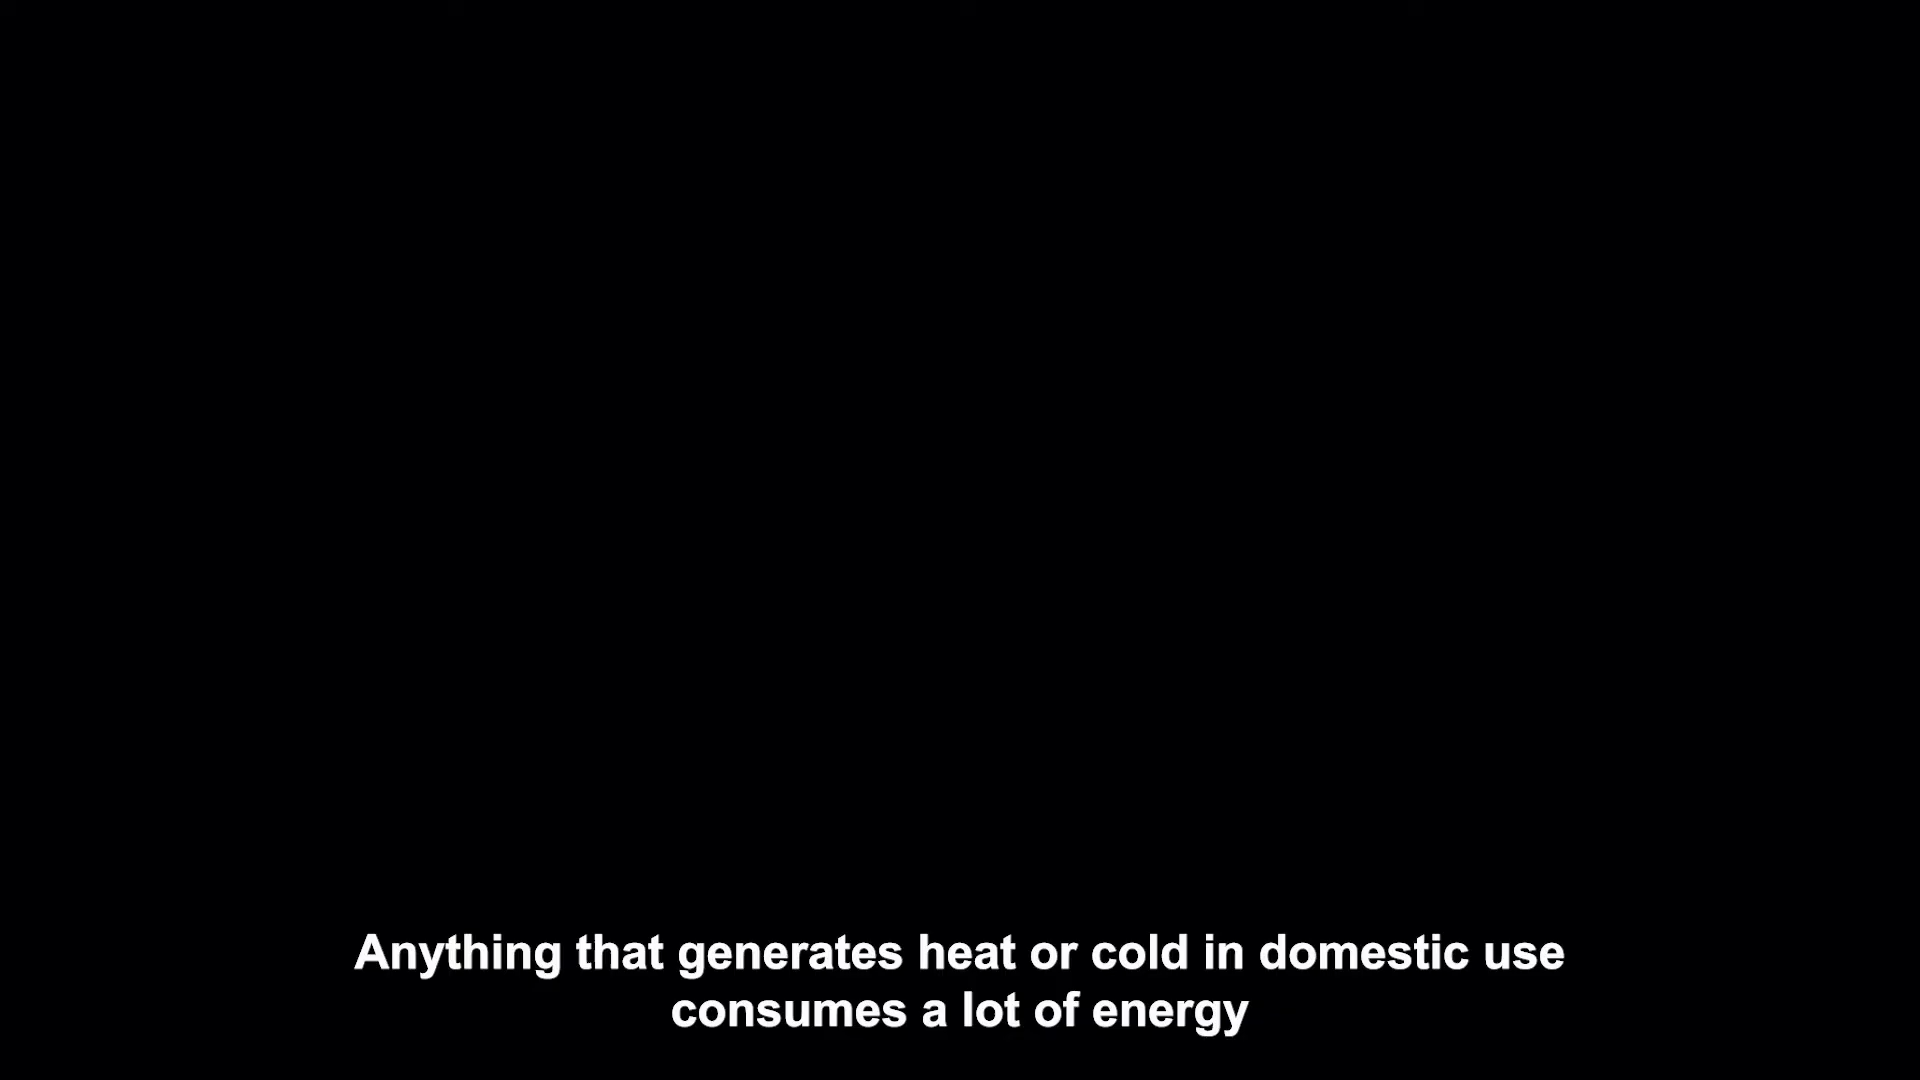 Anything that generates heat or cold in domestic use
consumes a lot of energy